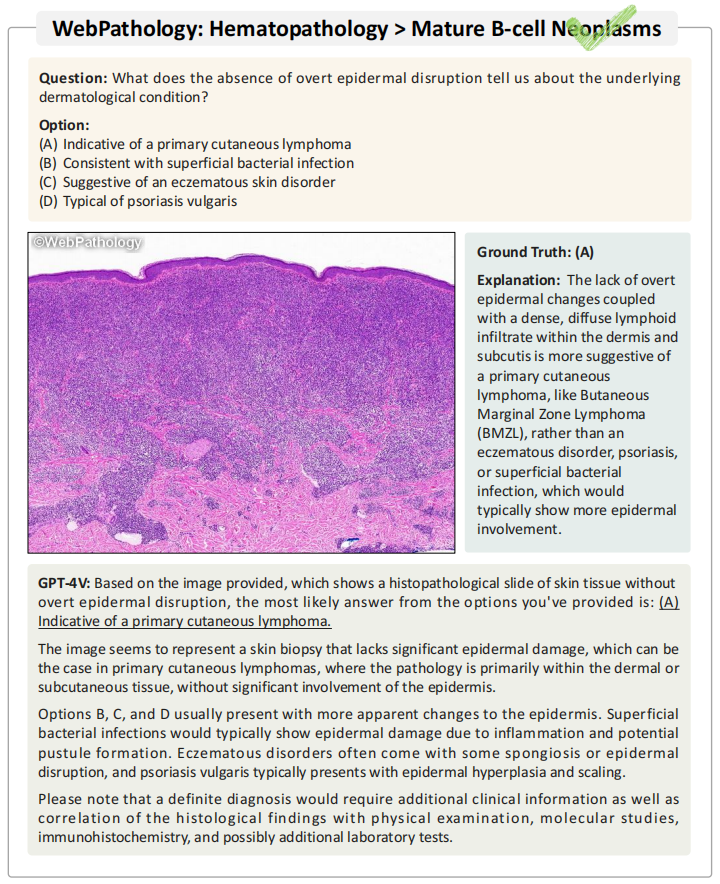 WebPathology: Hematopathology > Mature B-cell Neoplasms
Question: What does the absence of overt epidermal disruption tell us about the underlying
dermatological condition?
Option:
(A) Indicative of a primary cutaneous lymphoma
(B) Consistent with superficial bacterial infection
(C) Suggestive of an eczematous skin disorder
(D) Typical of psoriasis vulgaris
©WebPathology
Ground Truth: (A)
Explanation: The lack of overt
epidermal changes coupled
with a dense, diffuse lymphoid
infiltrate within the dermis and
subcutis is more suggestive of
a primary cutaneous
lymphoma, like Butaneous
Marginal Zone Lymphoma
(BMZL), rather than an
eczematous disorder, psoriasis,
or superficial bacterial
infection, which would
typically show more epidermal
involvement.
GPT-4V: Based on the image provided, which shows a histopathological slide of skin tissue without
overt epidermal disruption, the most likely answer from the options you've provided is: (A)
Indicative of a primary cutaneous lymphoma.
The image seems to represent a skin biopsy that lacks significant epidermal damage, which can be
the case in primary cutaneous lymphomas, where the pathology is primarily within the dermal or
subcutaneous tissue, without significant involvement of the epidermis.
Options B, C, and D usually present with more apparent changes to the epidermis. Superficial
bacterial infections would typically show epidermal damage due to inflammation and potential
pustule formation. Eczematous disorders often come with some spongiosis or epidermal
disruption, and psoriasis vulgaris typically presents with epidermal hyperplasia and scaling.
Please note that a definite diagnosis would require additional clinical information as well as
correlation of the histological findings with physical examination, molecular studies,
immunohistochemistry, and possibly additional laboratory tests.